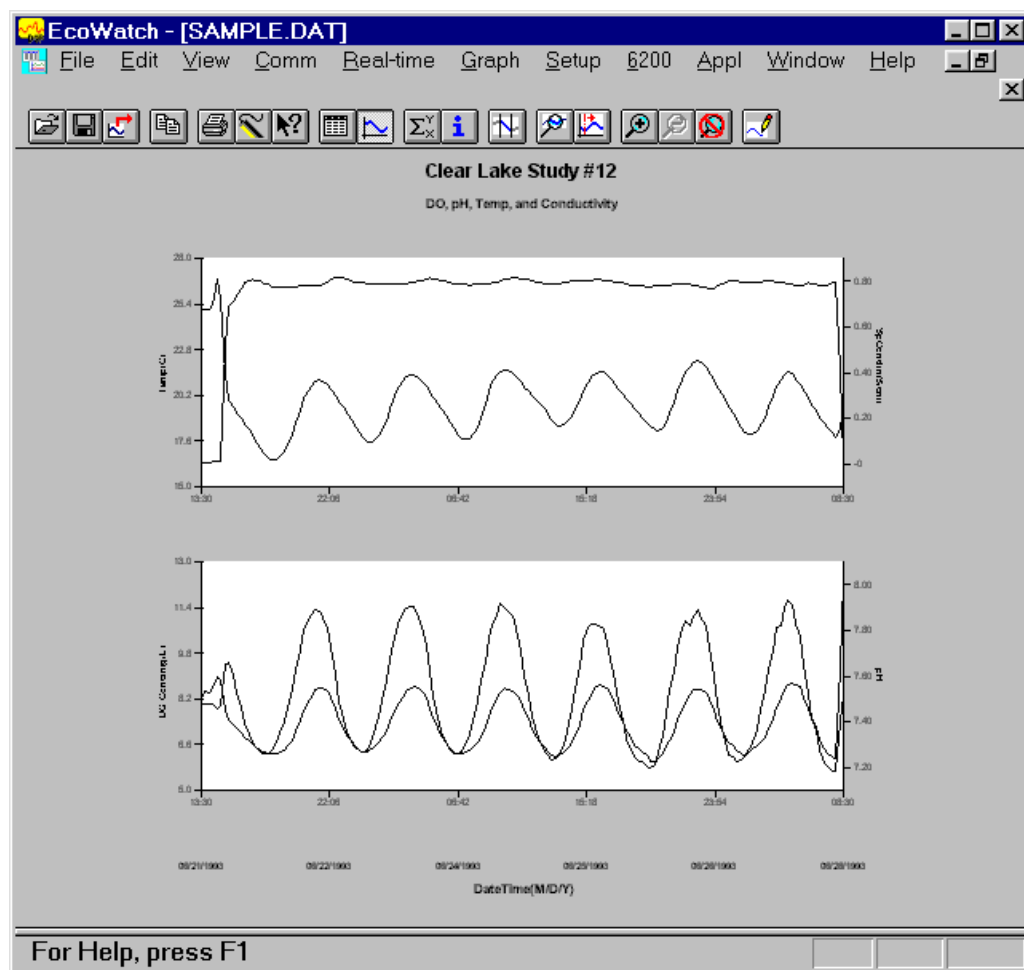 EcoWatch - [SAMPLE.DAT]
File Edit View Comm Real-time Graph Setup 6200 Appl Window Help
Clear Lake Study #12
DO, pH, Temp, and Conductivity
28.0
25.4
22.8
20.2
17.6
15.0
0.80
0.60
0.40
0.20
-0
13:30 22:06 06:42 15:18 23:54 08:30
13.0
11.4
9.8
8.2
6.6
5.0
8.00
7.80
7.60
7.40
7.20
pH
13:30 22:06 06:42 15:18 23:54 08:30
DateTime(M/D/Y)
For Help, press F1